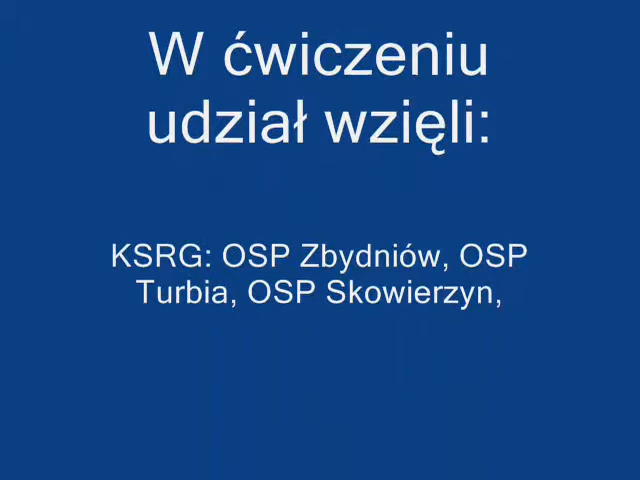 W ćwiczeniu
udział wzięli:
KSRG: OSP Zbydniów, OSP
Turbia, OSP Skowierzyn,